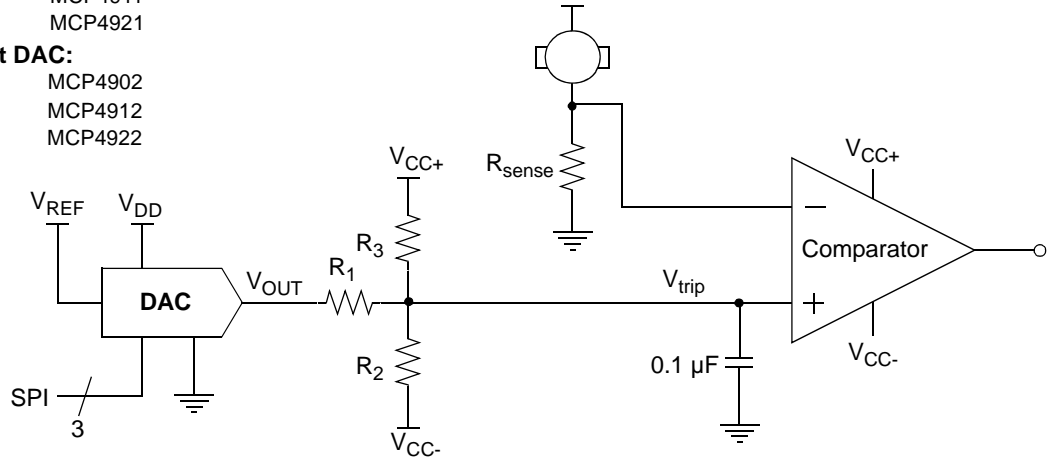 MCP4921
t DAC:
MCP4902
MCP4912
MCP4922
VCC+
Rsense
VCC+
VREF
VDD
R3
Comparator
DAC
VOUT
R1
Vtrip
−
+
R2
0.1 µF
VCC-
SPI
3
VCC-